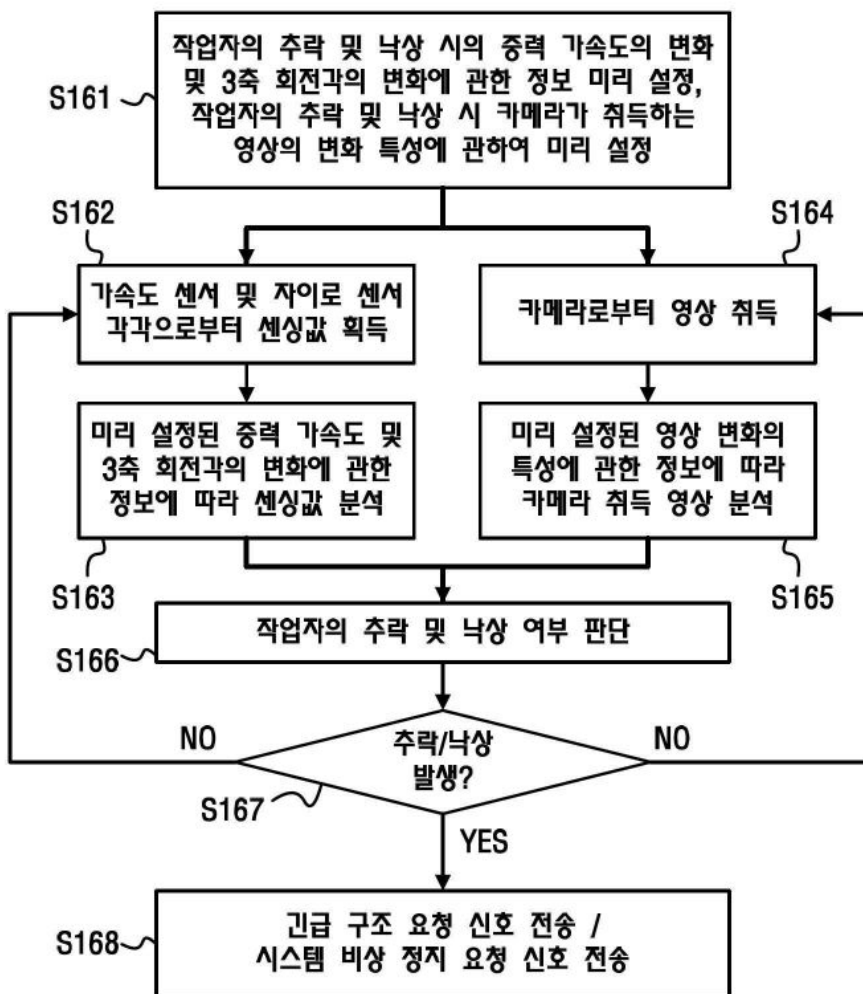 S161
작업자의 추락 및 낙상 시의 중력 가속도의 변화
및 3축 회전각의 변화에 관한 정보 미리 설정,
작업자의 추락 및 낙상 시 카메라가 취득하는
영상의 변화 특성에 관하여 미리 설정
S162
가속도 센서 및 자이로 센서
각각으로부터 센싱값 획득
S164
카메라로부터 영상 취득
미리 설정된 중력 가속도 및
3축 회전각의 변화에 관한
정보에 따라 센싱값 분석
S163
미리 설정된 영상 변화의
특성에 관한 정보에 따라
카메라 취득 영상 분석
S165
작업자의 추락 및 낙상 여부 판단
S166
NO
추락/낙상
발생?
NO
S167
YES
S168
긴급 구조 요청 신호 전송 /
시스템 비상 정지 요청 신호 전송